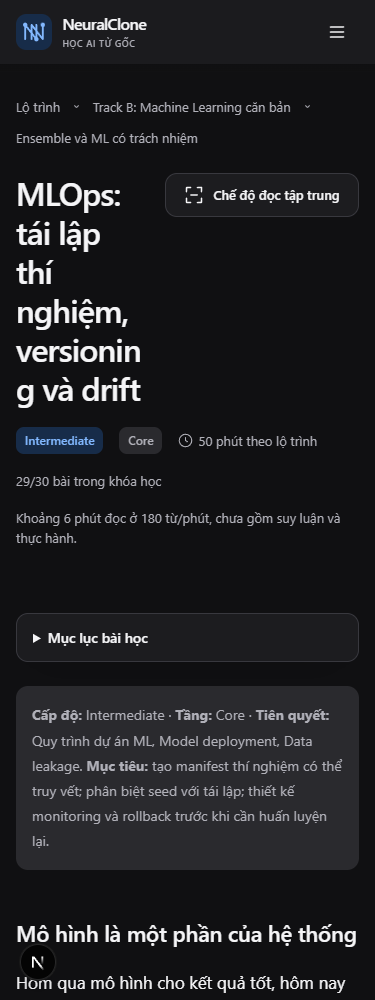 NeuralClone
HỌC AI TỪ GỐC
Lộ trình
Track B: Machine Learning căn bản
Ensemble và ML có trách nhiệm
MLOps:
tái lập
thí
nghiệm,
versionin
g và drift
Chế độ đọc tập trung
Intermediate
Core
50 phút theo lộ trình
29/30 bài trong khóa học
Khoảng 6 phút đọ ở 180 từ/phút, chưa gồm suy luận và
thực hành.
Mục lục bài học
Cấp độ: Intermediate · Tầng: Core · Tiên quyết:
Quy trình dự án ML, Model deployment, Data
leakage. Mục tiêu: tạo manifest thí nghiệm có thể
truy vết; phân biệt seed với tái lập; thiết kế
monitoring và rollback trước khi cần huấn luyện
lại.
Mô hình là một phần của hệ thống
N
Hôm qua mô hình cho kết quả tốt, hôm nay